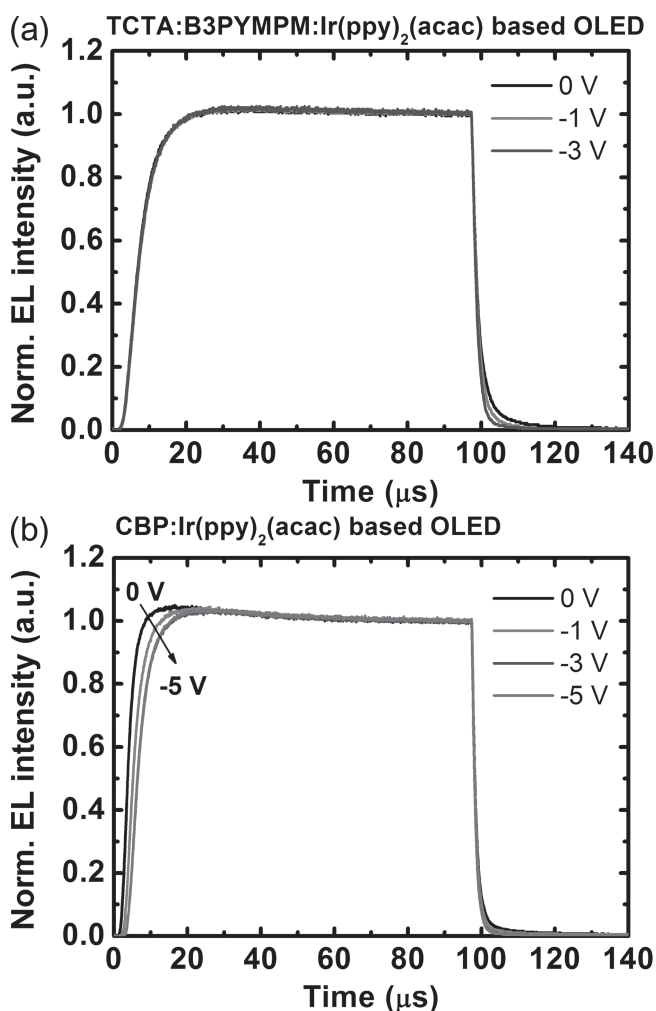 (a) TCTA:B3PYMPM:Ir(ppy)₂(acac) based OLED
Norm. EL intensity (a.u.)
1.2
1.0
0.8
0.6
0.4
0.2
0.0
0 V
-1 V
-3 V
0 20 40 60 80 100 120 140
Time (μs)
(b) CBP:Ir(ppy)₂(acac) based OLED
Norm. EL intensity (a.u.)
1.2
1.0
0.8
0.6
0.4
0.2
0.0
0 V
-5 V
0 V
-1 V
-3 V
-5 V
0 20 40 60 80 100 120 140
Time (μs)